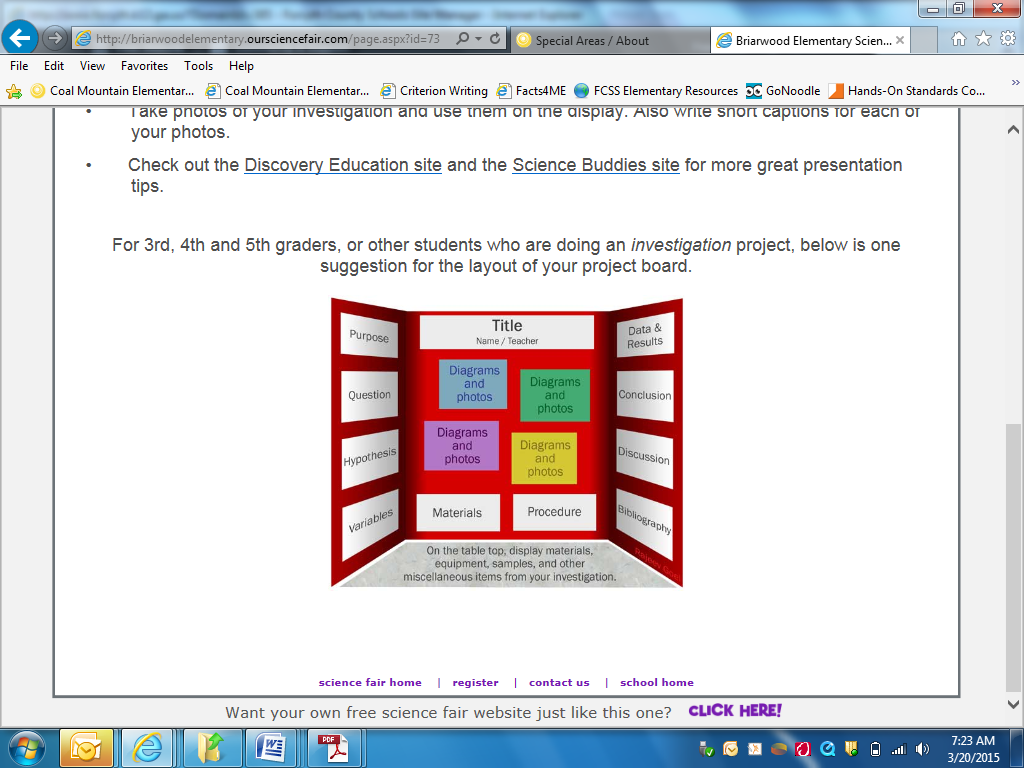 http://briarwoodelementary.oursciencefair.com/page.aspx?id=73
Special Areas / About
Briarwood Elementary Scien...
File Edit View Favorites Tools Help
Coal Mountain Elementar... Coal Mountain Elementar... Criterion Writing Facts4ME FCSS Elementary Resources GoNoodle Hands-On Standards Co...
• Take photos of your investigation and use them on the display. Also write short captions for each of
your photos.
• Check out the Discovery Education site and the Science Buddies site for more great presentation
tips.
For 3rd, 4th and 5th graders, or other students who are doing an investigation project, below is one
suggestion for the layout of your project board.
Title
Name / Teacher
Purpose
Question
Hypothesis
Variables
Diagrams
and
photos
Diagrams
and
photos
Diagrams
and
photos
Diagrams
and
photos
Materials
Procedure
Data &
Results
Conclusion
Discussion
Bibliography
On the table top, display materials,
equipment, samples, and other
miscellaneous items from your investigation.
science fair home | register | contact us | school home
Want your own free science fair website just like this one? CLICK HERE!
PDF
7:23 AM
3/20/2015